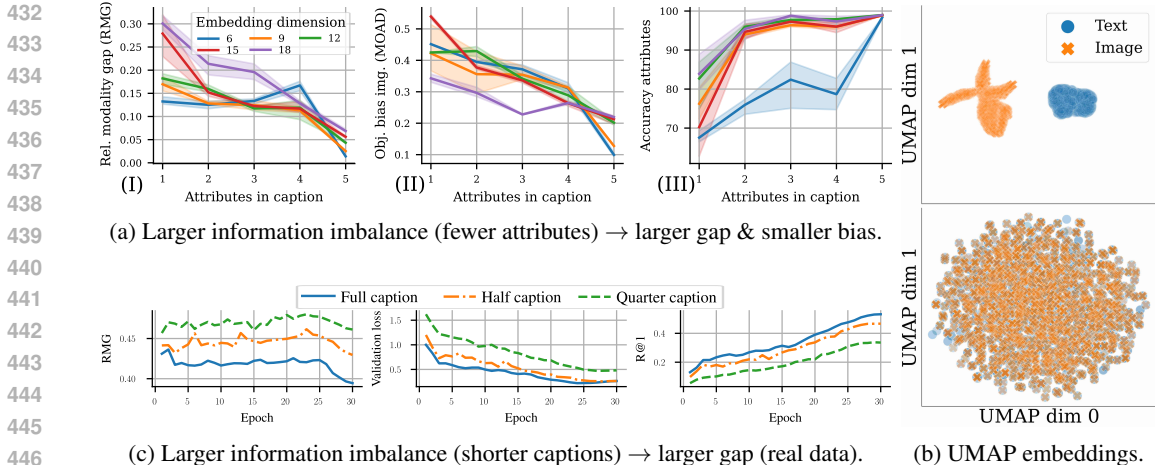 432
433
434
435
436
437
438
439
440
441
442
443
444
445
446
Rel. modality gap (RMG)
0.30
0.25
0.20
0.15
0.10
0.05
0.00
Embedding dimension
6 9 12
15 18
1 2 3 4 5
(I)
Attributes in caption
Obj. bias img. (MOAD)
0.5
0.4
0.3
0.2
0.1
1 2 3 4 5
(II)
Attributes in caption
Accuracy attributes
100
90
80
70
1 2 3 4 5
(III)
Attributes in caption
(a) Larger information imbalance (fewer attributes) → larger gap & smaller bias.
Full caption Half caption Quarter caption
RMG
0.45
0.40
0 5 10 15 20 25 30
Epoch
Validation loss
1.5
1.0
0.5
0 5 10 15 20 25 30
Epoch
R@1
0.4
0.2
0 5 10 15 20 25 30
Epoch
(c) Larger information imbalance (shorter captions) → larger gap (real data).
Text
Image
UMAP dim 1
UMAP dim 1
UMAP dim 0
(b) UMAP embeddings.